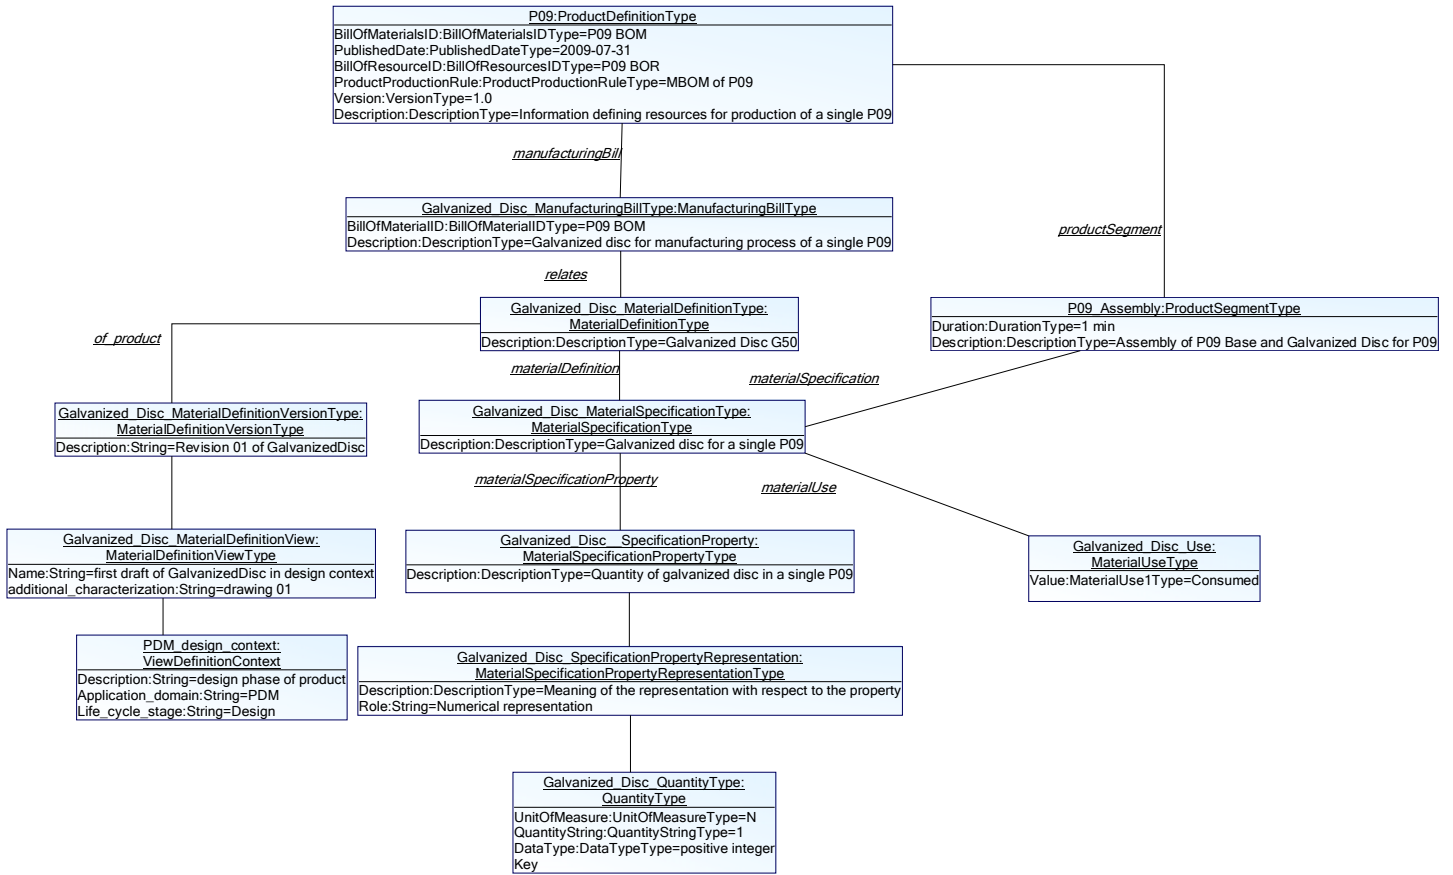 P09:ProductDefinitionType
BillOfMaterialsID:BillOfMaterialsIDType=P09 BOM
PublishedDate:PublishedDateType=2009-07-31
BillOfResourceID:BillOfResourcesIDType=P09 BOR
ProductProductionRule:ProductProductionRuleType=MBOM of P09
Version:VersionType=1.0
Description:DescriptionType=Information defining resources for production of a single P09
manufacturingBill
Galvanized_Disc_ManufacturingBillType:ManufacturingBillType
BillOfMaterialID:BillOfMaterialIDType=P09 BOM
Description:DescriptionType=Galvanized disc for manufacturing process of a single P09
productSegment
relates
Galvanized_Disc_MaterialDefinitionType:
MaterialDefinitionType
Description:DescriptionType=Galvanized Disc G50
P09_Assembly:ProductSegmentType
Duration:DurationType=1 min
Description:DescriptionType=Assembly of P09 Base and Galvanized Disc for P09
of_product
materialDefinition
materialSpecification
Galvanized_Disc_MaterialDefinitionVersionType:
MaterialDefinitionVersionType
Description:String=Revision 01 of GalvanizedDisc
Galvanized_Disc_MaterialSpecificationType:
MaterialSpecificationType
Description:DescriptionType=Galvanized disc for a single P09
materialSpecificationProperty
materialUse
Galvanized_Disc_MaterialDefinitionView:
MaterialDefinitionViewType
Name:String=first draft of GalvanizedDisc in design context
additional_characterization:String=drawing 01
Galvanized_Disc__SpecificationProperty:
MaterialSpecificationPropertyType
Description:DescriptionType=Quantity of galvanized disc in a single P09
Galvanized_Disc_Use:
MaterialUseType
Value:MaterialUse1Type=Consumed
PDM_design_context:
ViewDefinitionContext
Description:String=design phase of product
Application_domain:String=PDM
Life_cycle_stage:String=Design
Galvanized_Disc_SpecificationPropertyRepresentation:
MaterialSpecificationPropertyRepresentationType
Description:DescriptionType=Meaning of the representation with respect to the property
Role:String=Numerical representation
Galvanized_Disc_QuantityType:
QuantityType
UnitOfMeasure:UnitOfMeasureType=N
QuantityString:QuantityStringType=1
DataType:DataTypeType=positive integer
Key